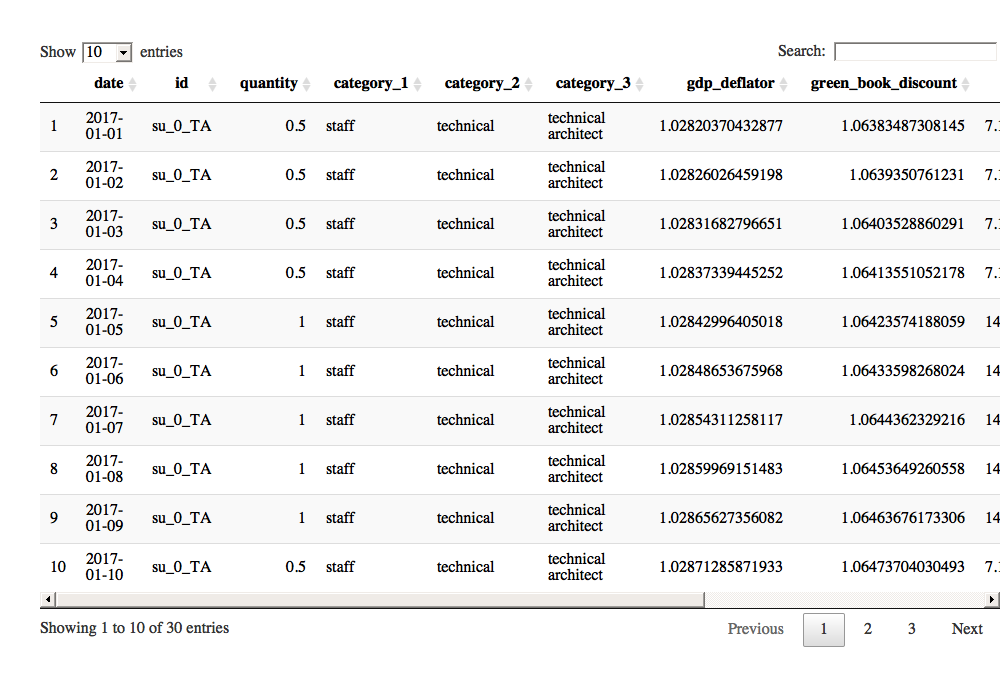 Show 10 entries Search:
date id quantity category_1 category_2 category_3 gdp_deflator green_book_discount
1 2017-01-01 su_0_TA 0.5 staff technical technical architect 1.02820370432877 1.06383487308145 7.
2 2017-01-02 su_0_TA 0.5 staff technical technical architect 1.02826026459198 1.0639350761231 7.
3 2017-01-03 su_0_TA 0.5 staff technical technical architect 1.02831682796651 1.06403528860291 7.
4 2017-01-04 su_0_TA 0.5 staff technical technical architect 1.02837339445252 1.06413551052178 7.
5 2017-01-05 su_0_TA 1 staff technical technical architect 1.02842996405018 1.06423574188059 14
6 2017-01-06 su_0_TA 1 staff technical technical architect 1.02848653675968 1.06433598268024 14
7 2017-01-07 su_0_TA 1 staff technical technical architect 1.02854311258117 1.0644362329216 14
8 2017-01-08 su_0_TA 1 staff technical technical architect 1.02859969151483 1.06453649260558 14
9 2017-01-09 su_0_TA 1 staff technical technical architect 1.02865627356082 1.06463676173306 14
10 2017-01-10 su_0_TA 0.5 staff technical technical architect 1.02871285871933 1.06473704030493 7.
Showing 1 to 10 of 30 entries Previous 1 2 3 Next